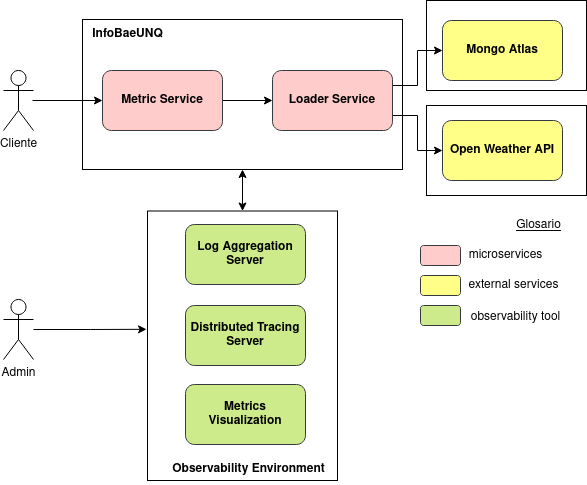 InfoBaeUNQ
Mongo Atlas
Metric Service
Loader Service
Cliente
Open Weather API
Log Aggregation
Server
Glosario
microservices
external services
observability tool
Distributed Tracing
Server
Admin
Metrics
Visualization
Observability Environment